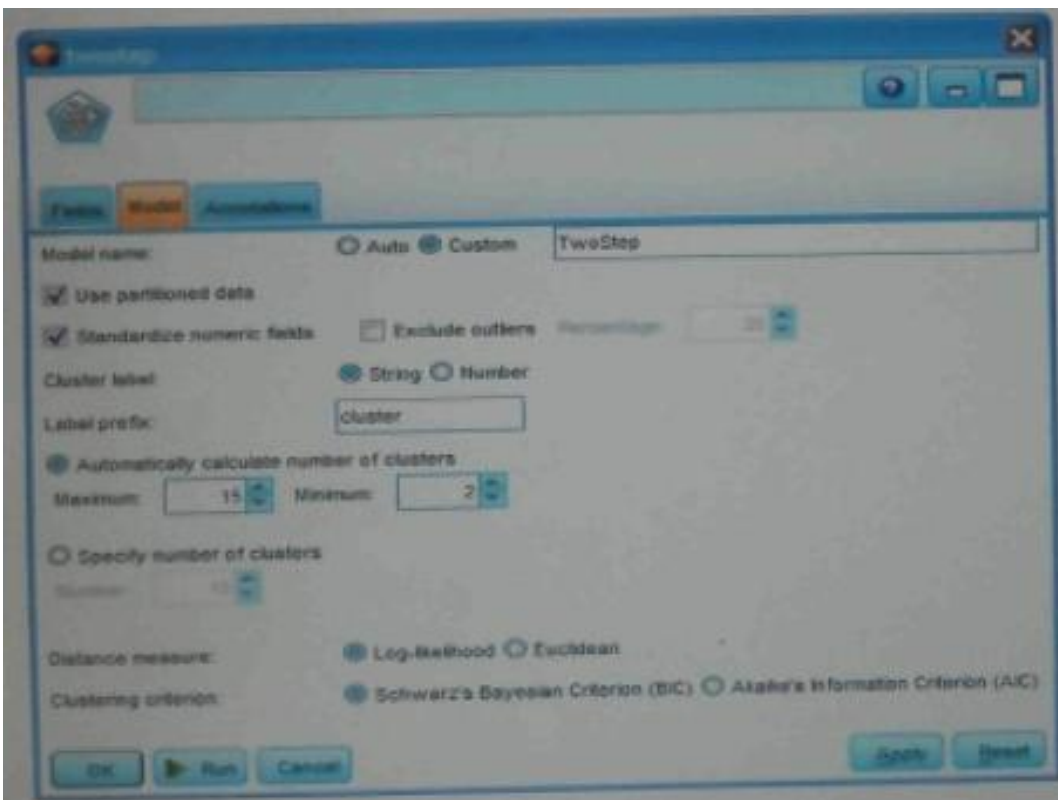 twostep
Fields Model Annotations
Model name: Auto Custom TwoStep
Use partitioned data
Standardize numeric fields Exclude outliers Percentage:
Cluster label: String Number
Label prefix: cluster
Automatically calculate number of clusters
Maximum: 15 Minimum: 2
Specify number of clusters
Number:
Distance measure: Log-likelihood Euclidean
Clustering criterion: Schwarz's Bayesian Criterion (BIC) Akaike's Information Criterion (AIC)
OK Run Cancel Apply Reset